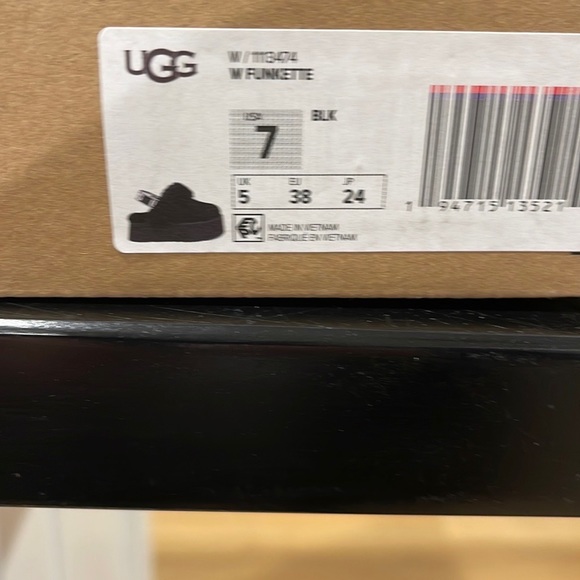 UGG
W / 1113474
W FUNKETTE
USA
7
BLK
UK EU JP
5 38 24
MADE IN VIETNAM
FABRIQUÉ EN VIETNAM
1 94715 13521